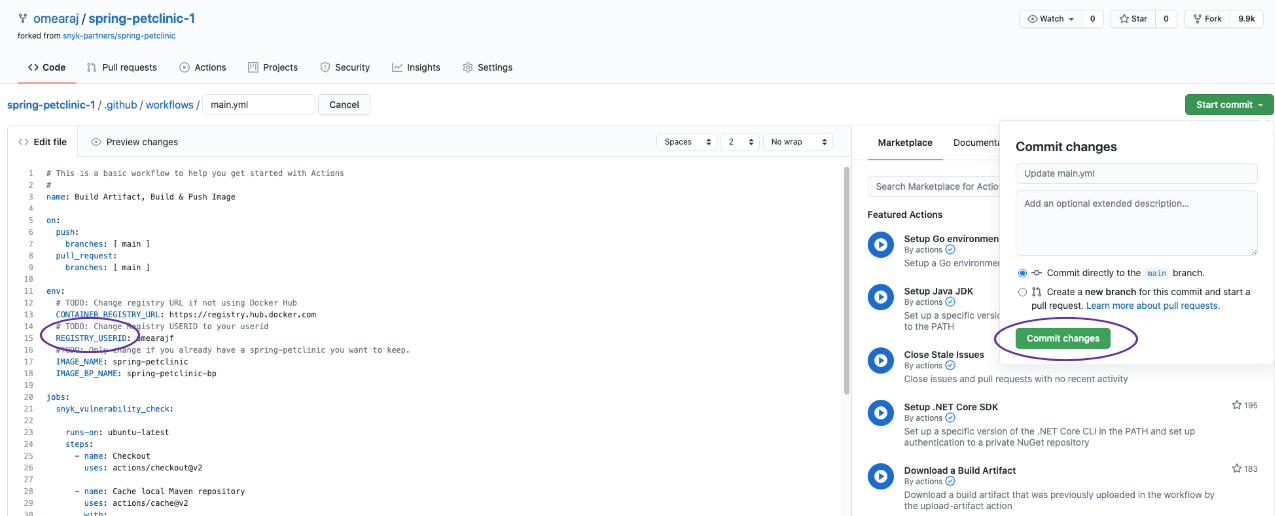 omearaj / spring-petclinic-1
Watch 0 Star 0 Fork 9.9k
forked from snyk-partners/spring-petclinic
Code Pull requests Actions Projects Security Insights Settings
spring-petclinic-1 / .github / workflows / main.yml Cancel
Start commit
Edit file Preview changes Spaces 2 No wrap
1 # This is a basic workflow to help you get started with Actions
2 #
3 name: Build Artifact, Build & Push Image
4
5 on:
6 push:
7 branches: [ main ]
8 pull_request:
9 branches: [ main ]
10
11 env:
12 # TODO: Change registry URL if not using Docker Hub
13 CONTAINER_REGISTRY_URL: https://registry.hub.docker.com
14 # TODO: Change Registry USERID to your userid
15 REGISTRY_USERID: omearajf
16 #TODO: Only change if you already have a spring-petclinic you want to keep.
17 IMAGE_NAME: spring-petclinic
18 IMAGE_BP_NAME: spring-petclinic-bp
19
20 jobs:
21 snyk_vulnerability_check:
22
23 runs-on: ubuntu-latest
24 steps:
25 - name: Checkout
26 uses: actions/checkout@v2
27
28 - name: Cache local Maven repository
29 uses: actions/cache@v2
30 with:
Marketplace Documenta
Search Marketplace for Actio
Featured Actions
Setup Go environmen
By actions
Setup a Go environme
Setup Java JDK
By actions
Set up a specific versio
to the PATH
Close Stale Issues
By actions
Close issues and pull requests with no recent activity
Setup .NET Core SDK 195
By actions
Set up a specific version of the .NET Core CLI in the PATH and set up
authentication to a private NuGet repository
Download a Build Artifact 183
By actions
Download a build artifact that was previously uploaded in the workflow by
the upload-artifact action
Commit changes
Update main.yml
Add an optional extended description...
Commit directly to the main branch.
Create a new branch for this commit and start a
pull request. Learn more about pull requests.
Commit changes